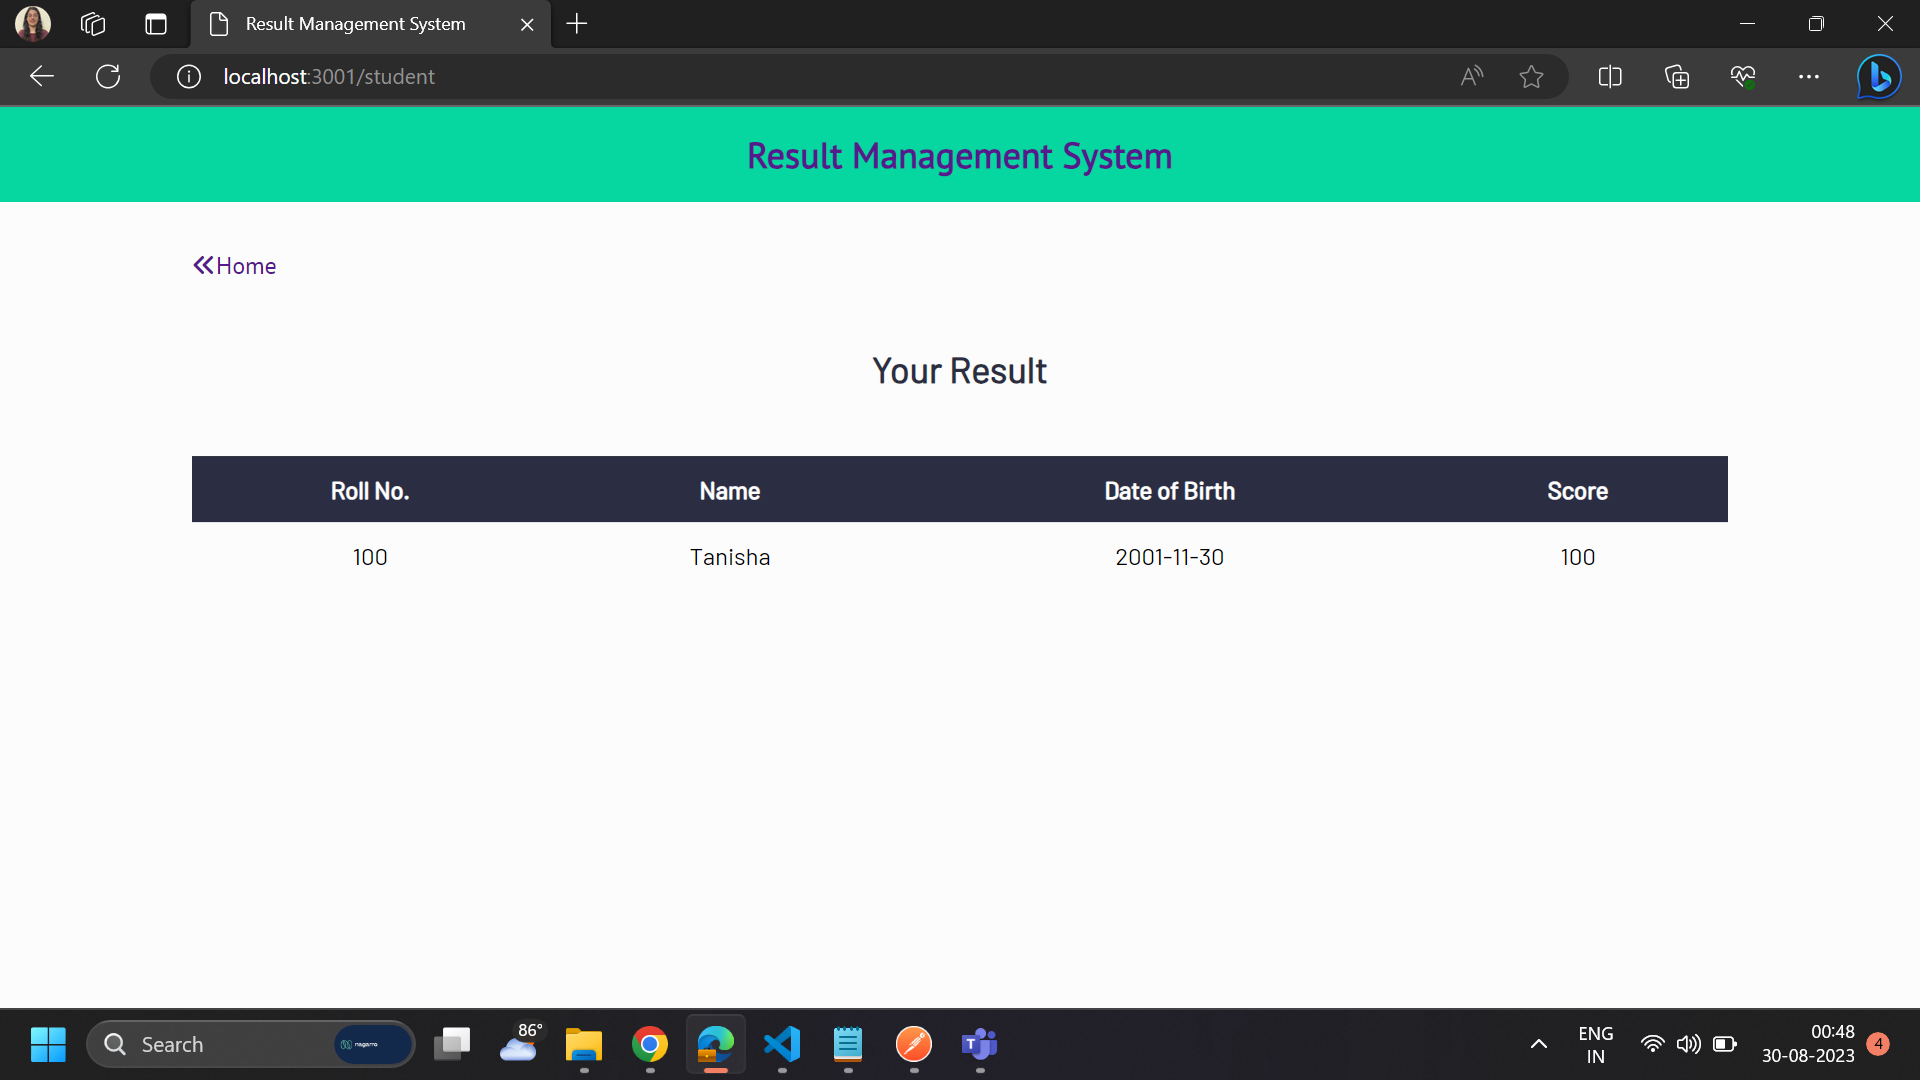 Result Management System
localhost:3001/student
Result Management System
Home
Your Result
Roll No. Name Date of Birth Score
100 Tanisha 2001-11-30 100
86°
Search nagarro
ENG
IN
00:48
30-08-2023
4